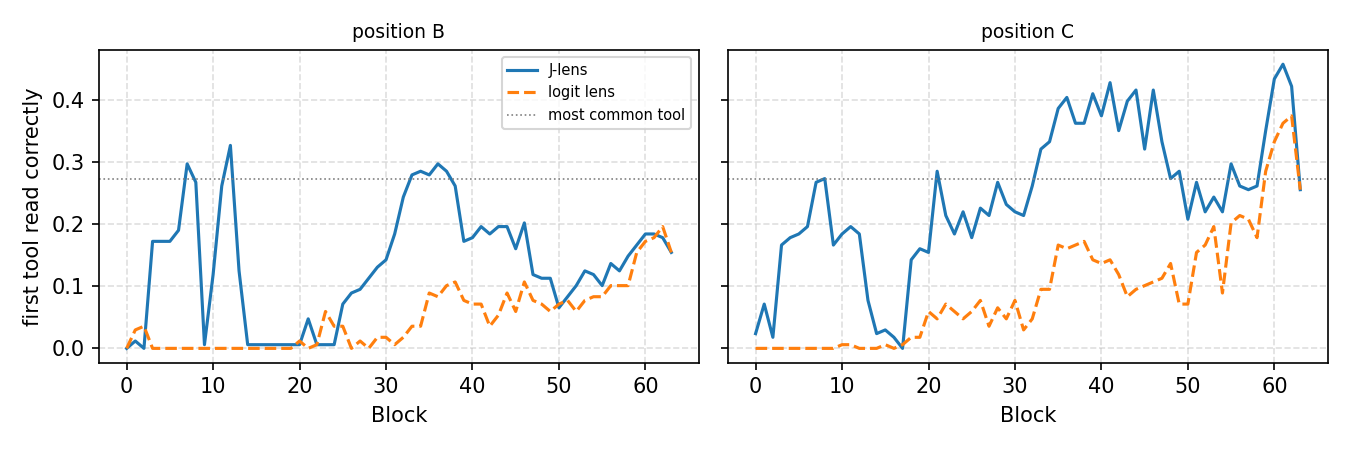 position B
position C
J-lens
logit lens
most common tool
first tool read correctly
0.4
0.3
0.2
0.1
0.0
0 10 20 30 40 50 60
0 10 20 30 40 50 60
Block
Block